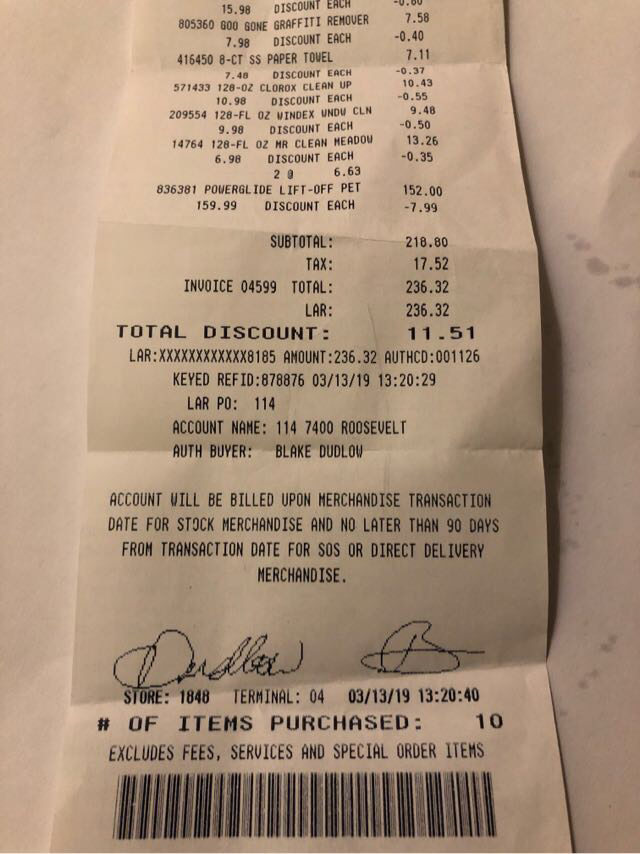 15.98 DISCOUNT EACH -0.80
805360 GOO GONE GRAFFITI REMOVER 7.58
7.98 DISCOUNT EACH -0.40
416450 8-CT SS PAPER TOWEL 7.11
7.48 DISCOUNT EACH -0.37
571433 128-OZ CLOROX CLEAN UP 10.43
10.98 DISCOUNT EACH -0.55
209554 128-FL OZ WINDEX WNDW CLN 9.48
9.98 DISCOUNT EACH -0.50
14764 128-FL OZ MR CLEAN MEADOW 13.26
6.98 DISCOUNT EACH -0.35
2 @ 6.63
836381 POWERGLIDE LIFT-OFF PET 152.00
159.99 DISCOUNT EACH -7.99
SUBTOTAL: 218.80
TAX: 17.52
INVOICE 04599 TOTAL: 236.32
LAR: 236.32
TOTAL DISCOUNT: 11.51
LAR:XXXXXXXXXXXX8185 AMOUNT:236.32 AUTHCD:001126
KEYED REFID:878876 03/13/19 13:20:29
LAR PO: 114
ACCOUNT NAME: 114 7400 ROOSEVELT
AUTH BUYER: BLAKE DUDLOW
ACCOUNT WILL BE BILLED UPON MERCHANDISE TRANSACTION
DATE FOR STOCK MERCHANDISE AND NO LATER THAN 90 DAYS
FROM TRANSACTION DATE FOR SOS OR DIRECT DELIVERY
MERCHANDISE.
STORE: 1848 TERMINAL: 04 03/13/19 13:20:40
# OF ITEMS PURCHASED: 10
EXCLUDES FEES, SERVICES AND SPECIAL ORDER ITEMS